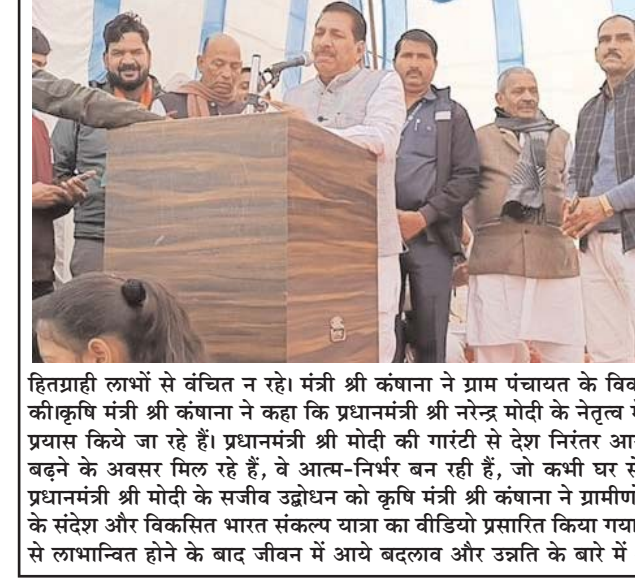 हितग्राही लाभों से वंचित न रहे। मंत्री श्री कंषाना ने ग्राम पंचायत के विक
की।कृषि मंत्री श्री कंषाना ने कहा कि प्रधानमंत्री श्री नरेन्द्र मोदी के नेतृत्व में
प्रयास किये जा रहे हैं। प्रधानमंत्री श्री मोदी की गारंटी से देश निरंतर आ
बढ़ने के अवसर मिल रहे हैं, वे आत्म-निर्भर बन रही हैं, जो कभी घर से
प्रधानमंत्री श्री मोदी के सजीव उद्बोधन को कृषि मंत्री श्री कंषाना ने ग्रामीण
के संदेश और विकसित भारत संकल्प यात्रा का वीडियो प्रसारित किया गया
से लाभान्वित होने के बाद जीवन में आये बदलाव और उन्नति के बारे में